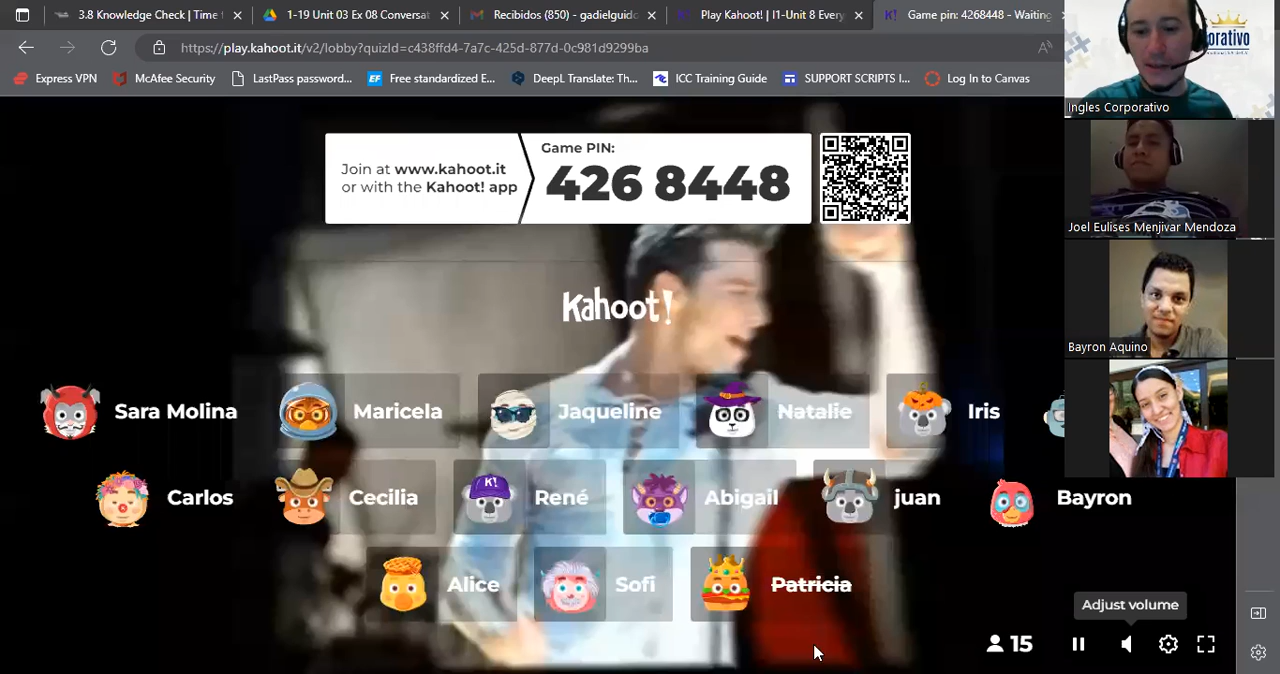 3.8 Knowledge Check | Time
1-19 Unit 03 Ex 08 Conversat
Recibidos (850) - gadielguido
Play Kahoot! | I1-Unit 8 Every
Game pin: 4268448 - Waiting
https://play.kahoot.it/v2/lobby?quizId=c438ffd4-7a7c-425d-877d-0c981d9299ba
Express VPN
McAfee Security
LastPass password...
Free standardized E...
DeepL Translate: Th...
ICC Training Guide
SUPPORT SCRIPTS I...
Log In to Canvas
orativo
Ingles Corporativo
Joel Eulises Menjivar Mendoza
Bayron Aquino
Join at www.kahoot.it
or with the Kahoot! app
Game PIN:
426 8448
Kahoot!
Sara Molina
Maricela
Jaqueline
Natalie
Iris
Carlos
Cecilia
René
Abigail
juan
Bayron
Alice
Sofi
Patricia
Adjust volume
15